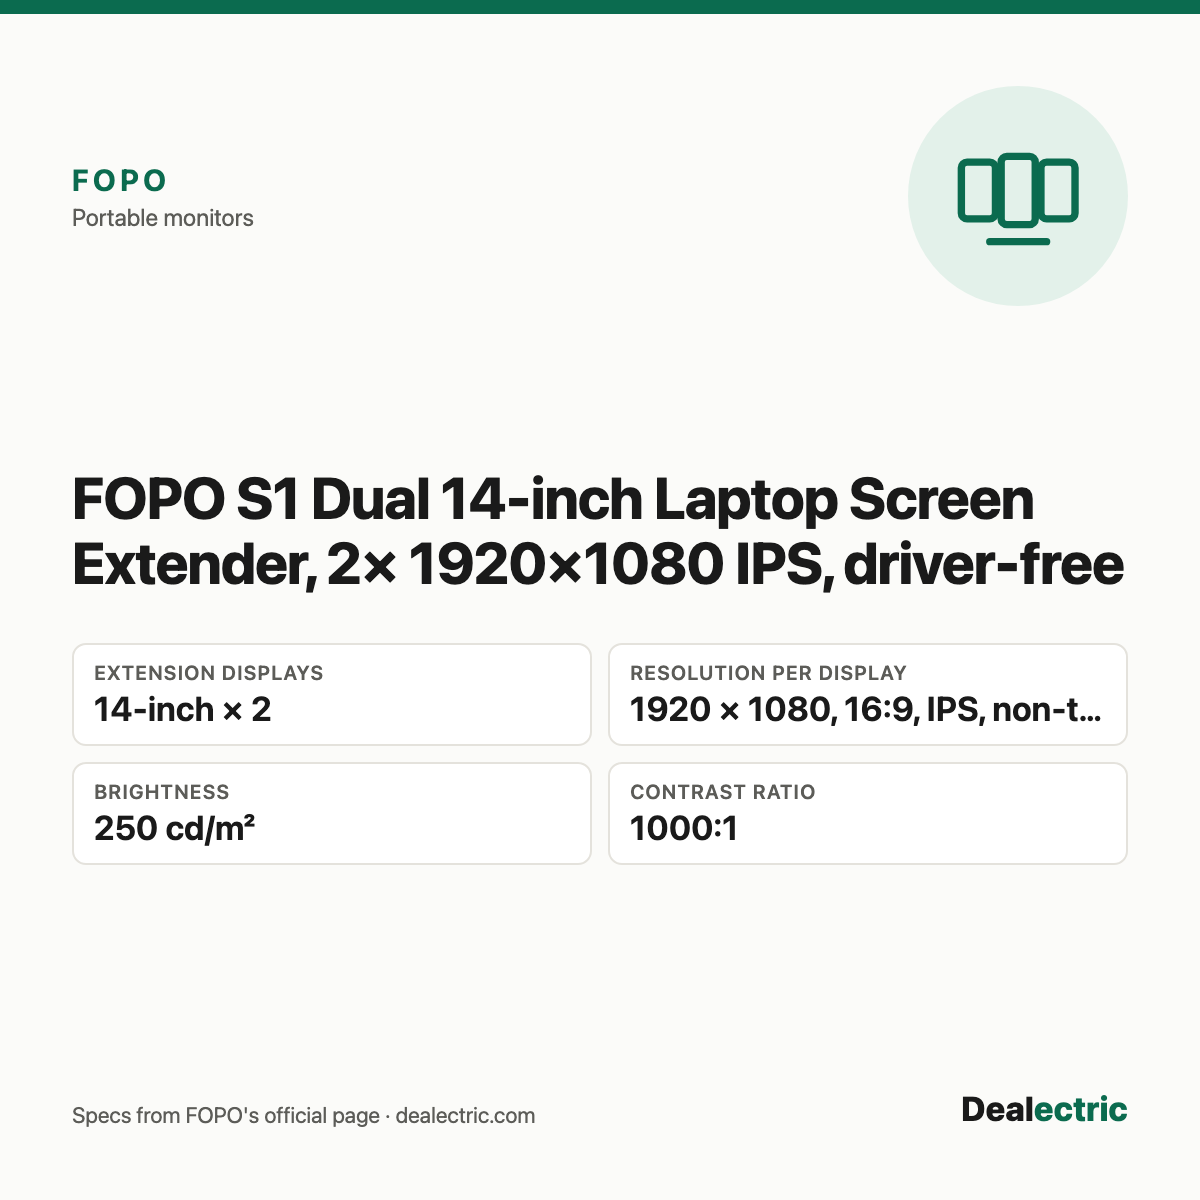 FOPO
Portable monitors
FOPO S1 Dual 14-inch Laptop Screen
Extender, 2× 1920×1080 IPS, driver-free
EXTENSION DISPLAYS
14-inch × 2
RESOLUTION PER DISPLAY
1920 × 1080, 16:9, IPS, non-t...
BRIGHTNESS
250 cd/m²
CONTRAST RATIO
1000:1
Specs from FOPO's official page · dealectric.com
Dealectric